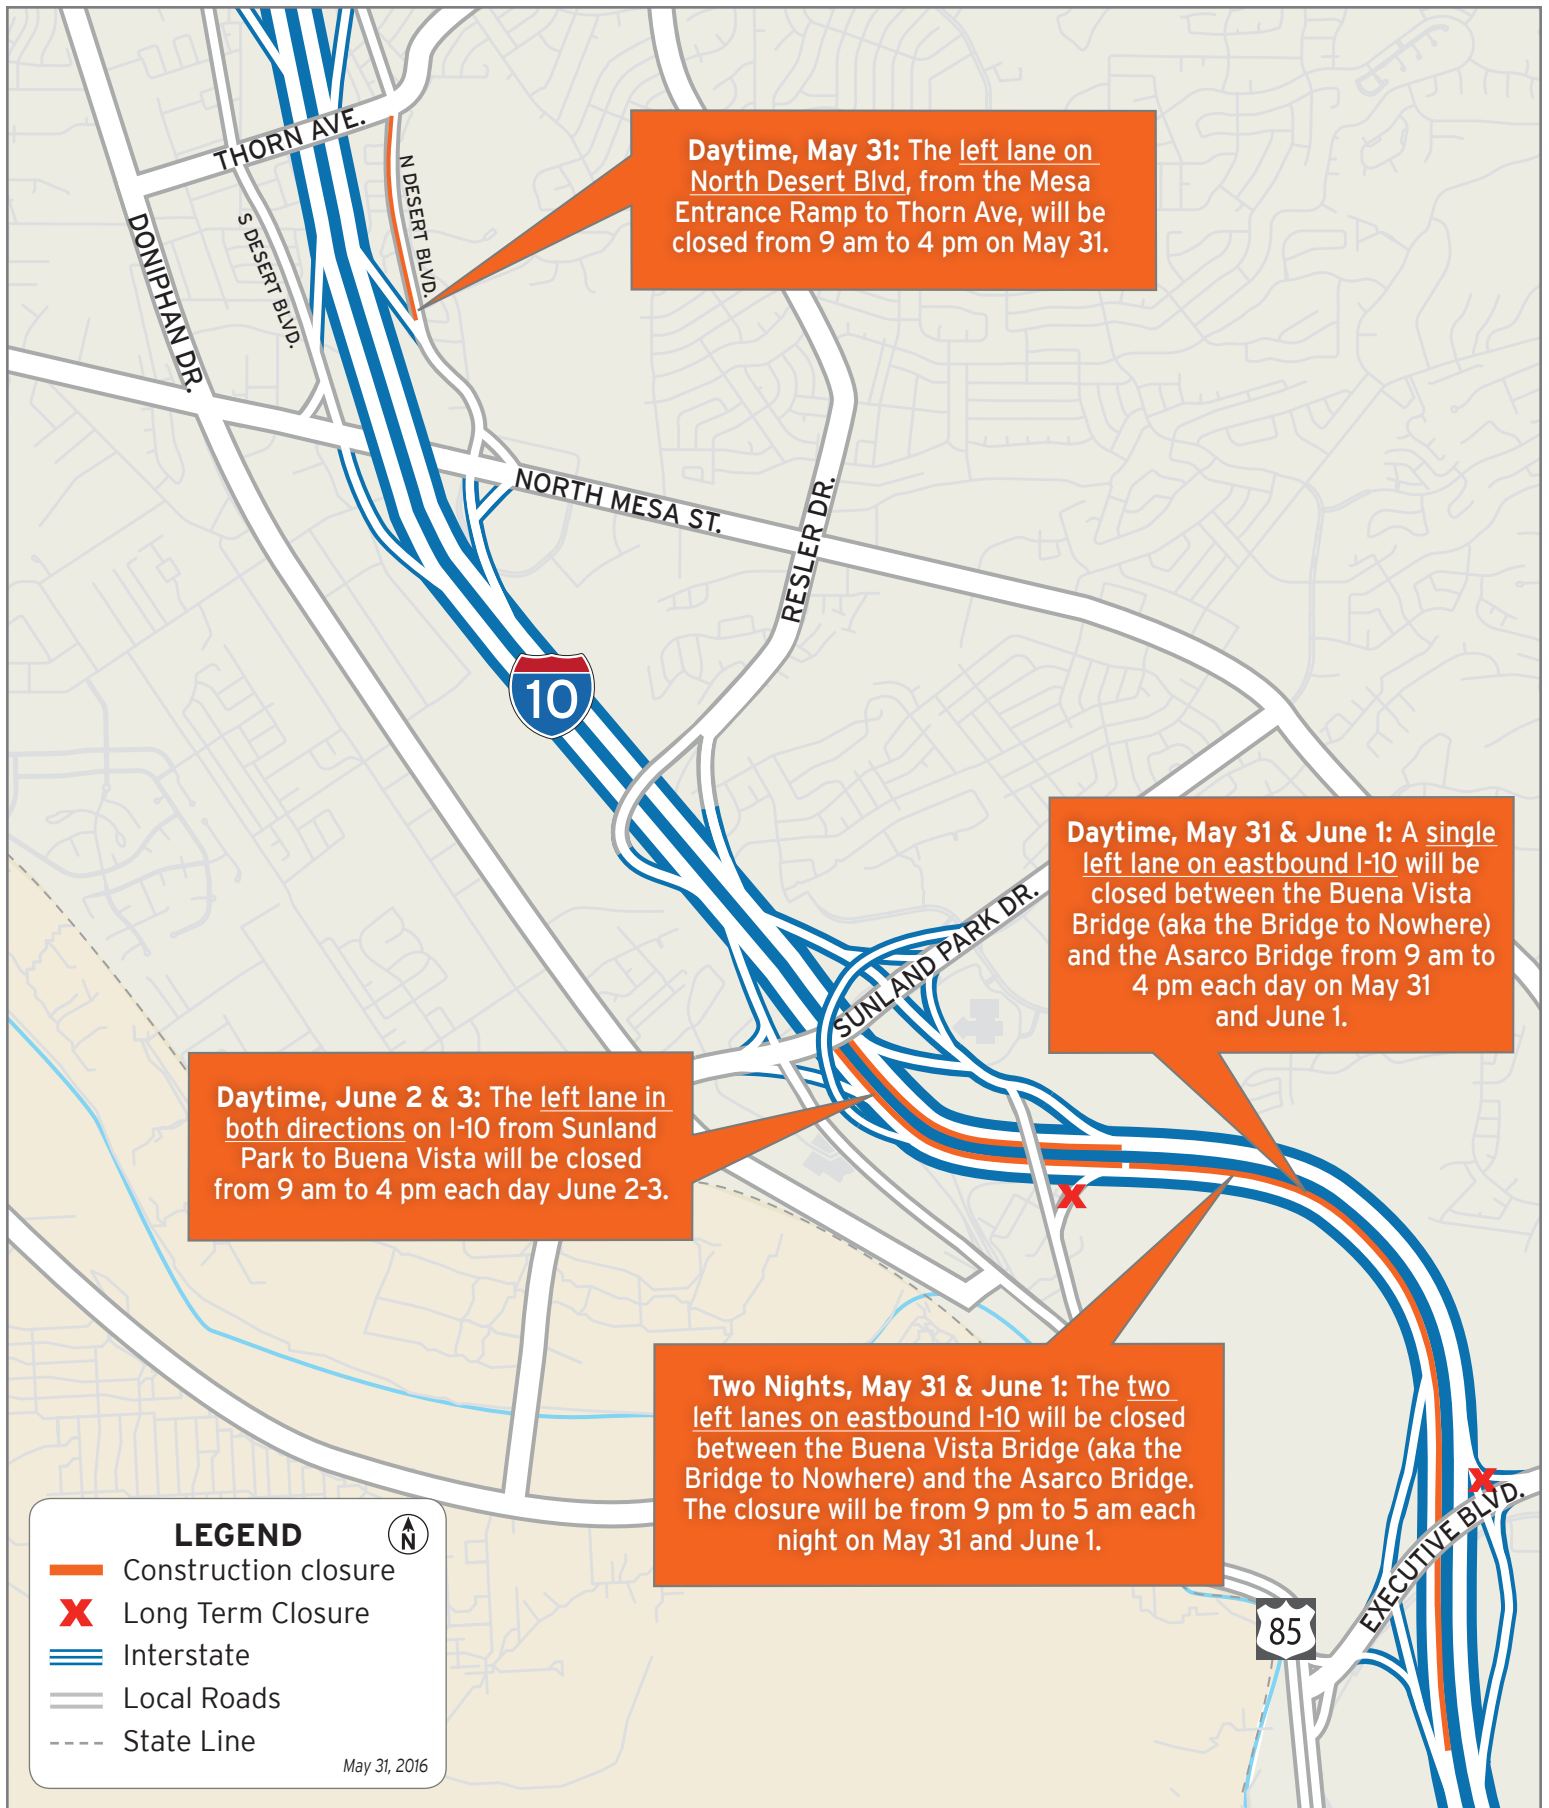 THORN AVE.
N DESERT BLVD.
S DESERT BLVD.
DONIPHAN DR.
Daytime, May 31: The left lane on
North Desert Blvd, from the Mesa
Entrance Ramp to Thorn Ave, will be
closed from 9 am to 4 pm on May 31.
NORTH MESA ST.
RESLER DR.
10
SUNLAND PARK DR.
Daytime, May 31 & June 1: A single
left lane on eastbound I-10 will be
closed between the Buena Vista
Bridge (aka the Bridge to Nowhere)
and the Asarco Bridge from 9 am to
4 pm each day on May 31
and June 1.
Daytime, June 2 & 3: The left lane in
both directions on I-10 from Sunland
Park to Buena Vista will be closed
from 9 am to 4 pm each day June 2-3.
X
Two Nights, May 31 & June 1: The two
left lanes on eastbound I-10 will be closed
between the Buena Vista Bridge (aka the
Bridge to Nowhere) and the Asarco Bridge.
The closure will be from 9 pm to 5 am each
night on May 31 and June 1.
X
EXECUTIVE BLVD.
85
LEGEND
N
Construction closure
X Long Term Closure
Interstate
Local Roads
State Line
May 31, 2016